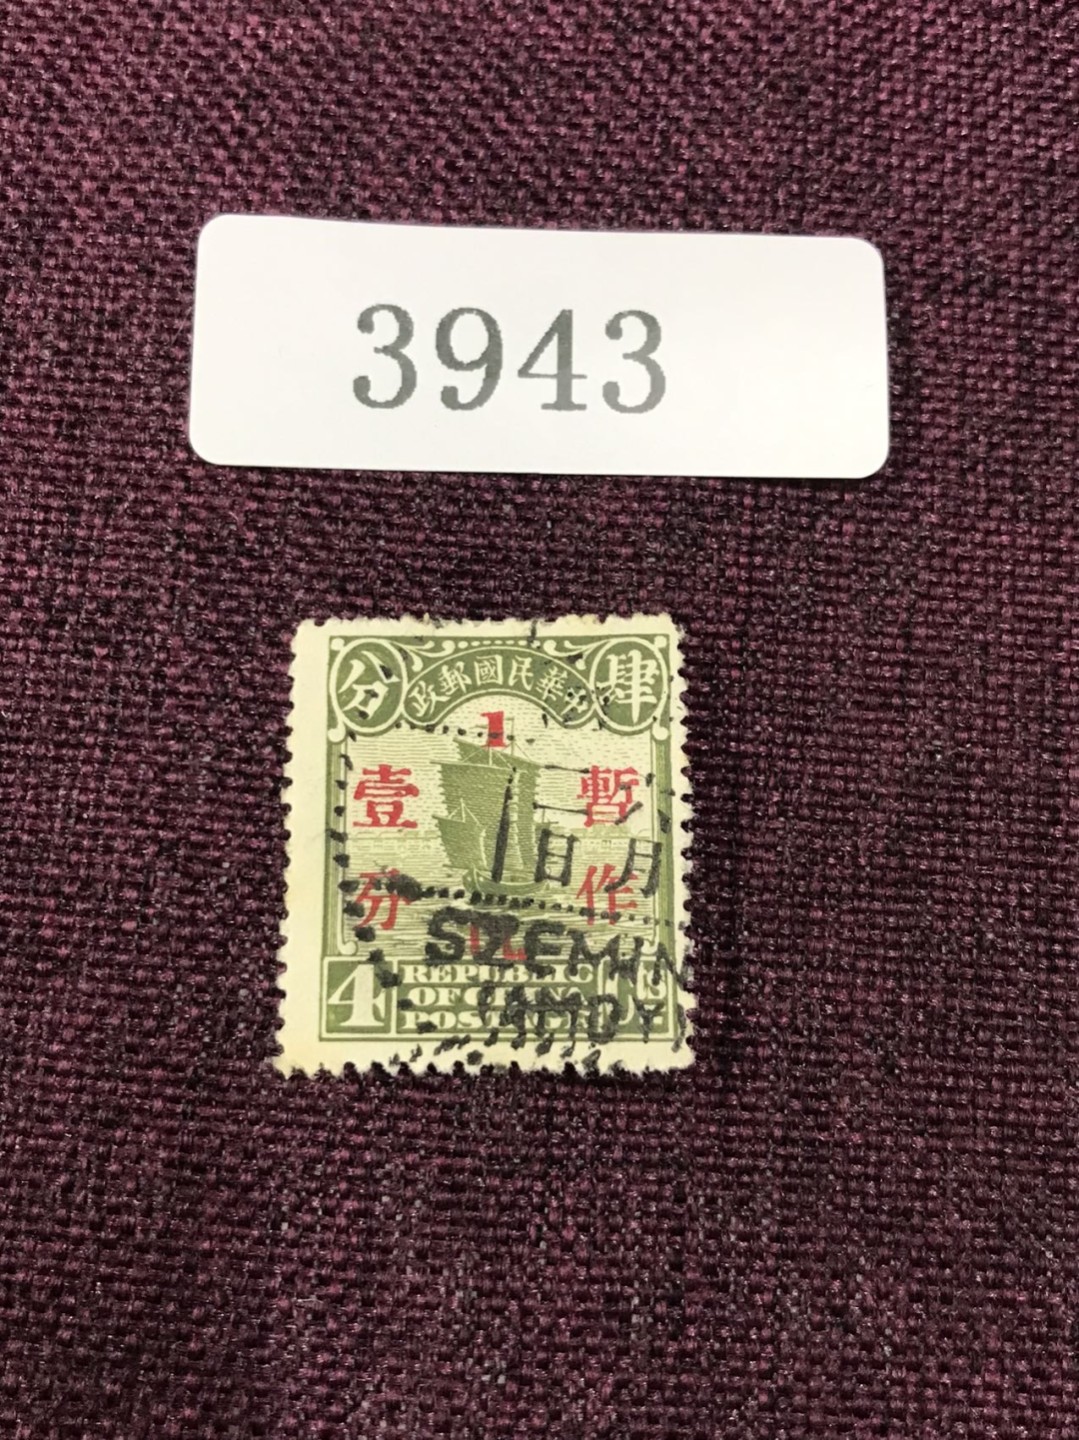 3943
分 中華民國郵政 肆
1
壹 暫
分 作
日 月
SZEMIN
(AMOY)
4 REPUBLIC
OF CHINA
POSTAGE